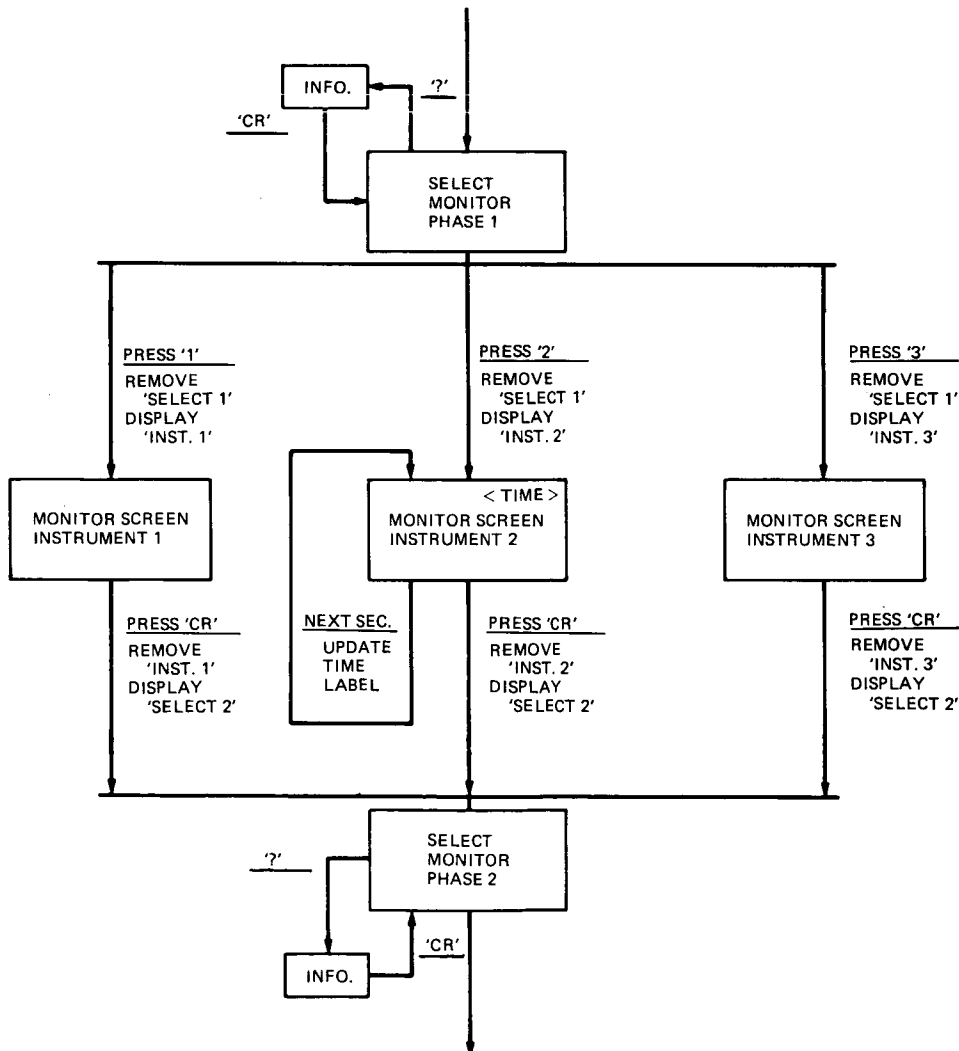 INFO.
'?'
'CR'
SELECT
MONITOR
PHASE 1
PRESS '1'
REMOVE
'SELECT 1'
DISPLAY
'INST. 1'
PRESS '2'
REMOVE
'SELECT 1'
DISPLAY
'INST. 2'
PRESS '3'
REMOVE
'SELECT 1'
DISPLAY
'INST. 3'
MONITOR SCREEN
INSTRUMENT 1
< TIME >
MONITOR SCREEN
INSTRUMENT 2
MONITOR SCREEN
INSTRUMENT 3
PRESS 'CR'
REMOVE
'INST. 1'
DISPLAY
'SELECT 2'
NEXT SEC.
UPDATE
TIME
LABEL
PRESS 'CR'
REMOVE
'INST. 2'
DISPLAY
'SELECT 2'
PRESS 'CR'
REMOVE
'INST. 3'
DISPLAY
'SELECT 2'
SELECT
MONITOR
PHASE 2
'?'
'CR'
INFO.